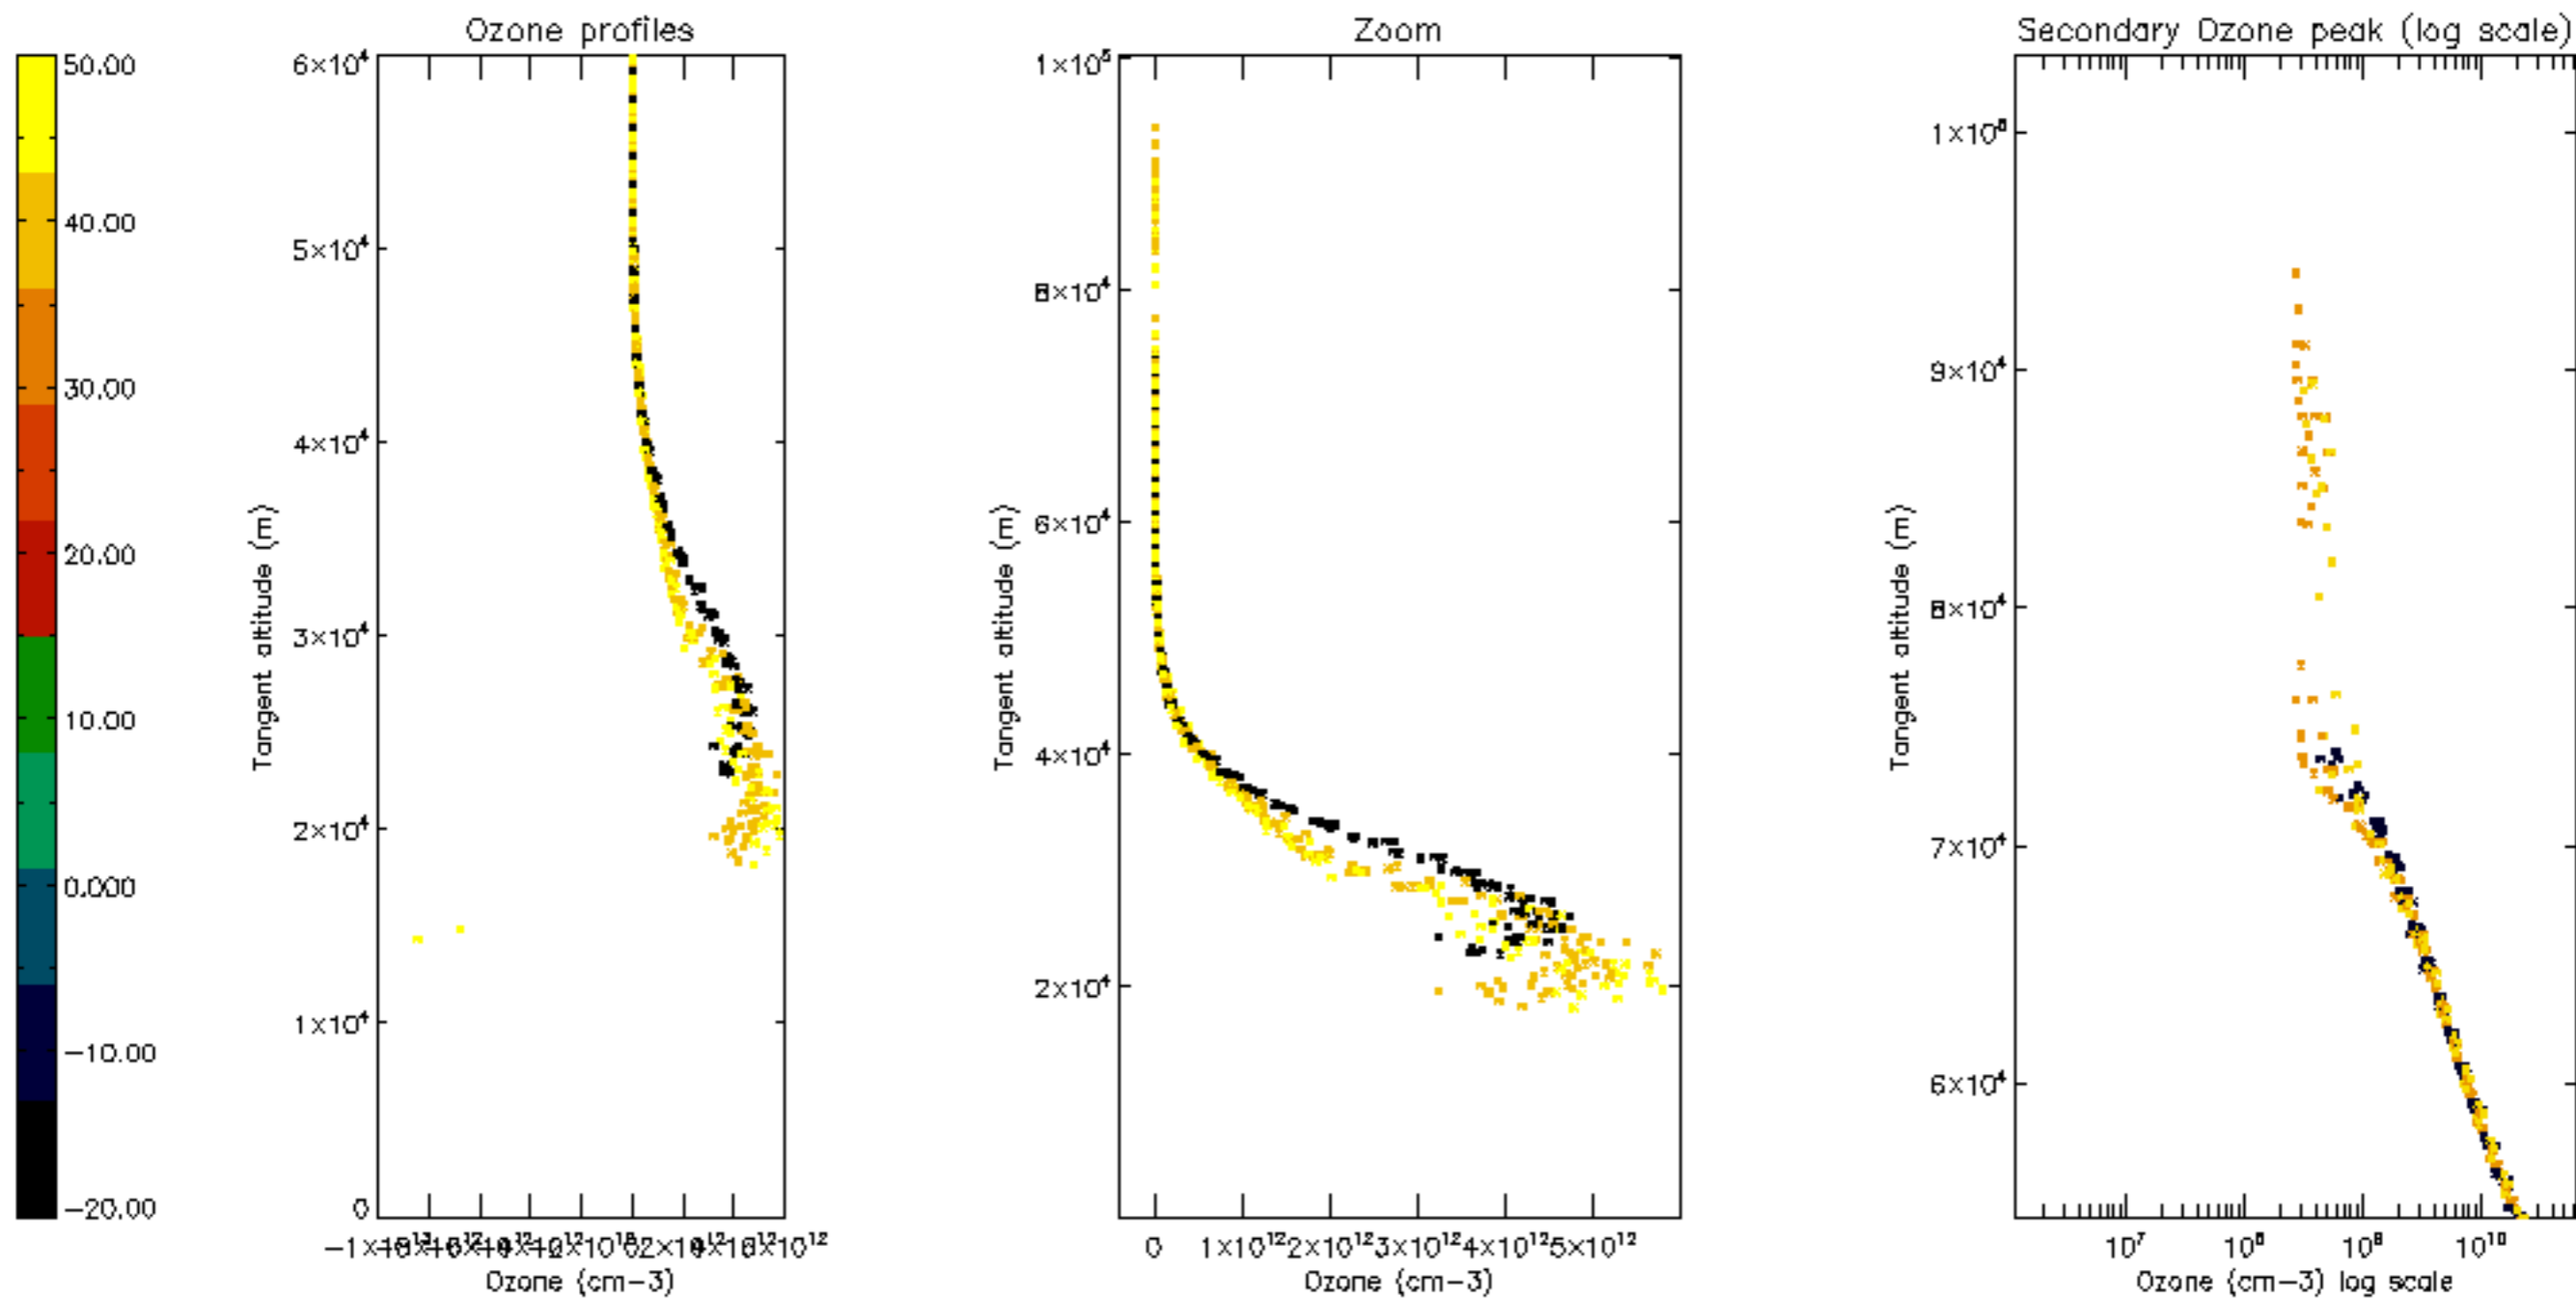 Ozone profiles
Zoom
Secondary Ozone peak (log scale)
50.00
40.00
30.00
20.00
10.00
0.000
−10.00
−20.00
6×10⁴
5×10⁴
4×10⁴
3×10⁴
2×10⁴
1×10⁴
0
Tangent altitude (m)
Ozone (cm−3)
1×10⁵
8×10⁴
6×10⁴
4×10⁴
2×10⁴
Tangent altitude (m)
0 1×10¹² 2×10¹² 3×10¹² 4×10¹² 5×10¹²
Ozone (cm−3)
9×10⁴
8×10⁴
7×10⁴
6×10⁴
Tangent altitude (m)
10⁷ 10⁸ 10⁹ 10¹⁰
Ozone (cm−3) log scale